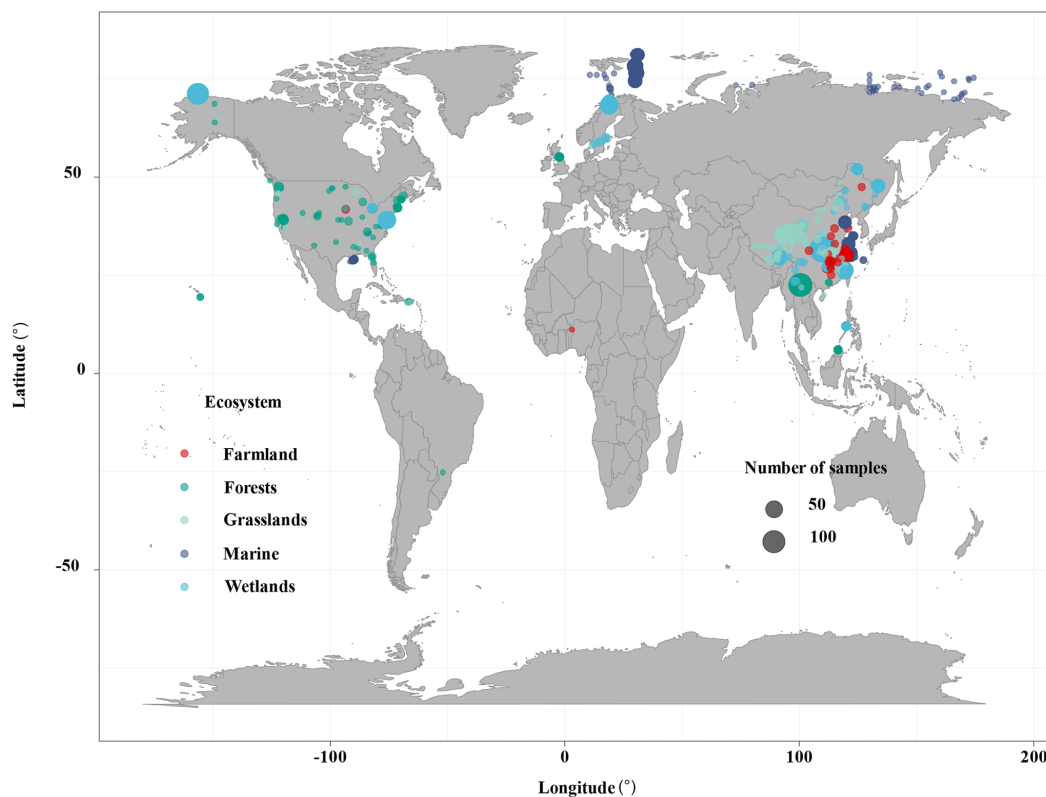 50
0
-50
Latitude (°)
Ecosystem
Farmland
Forests
Grasslands
Marine
Wetlands
Number of samples
50
100
-100
0
100
200
Longitude (°)